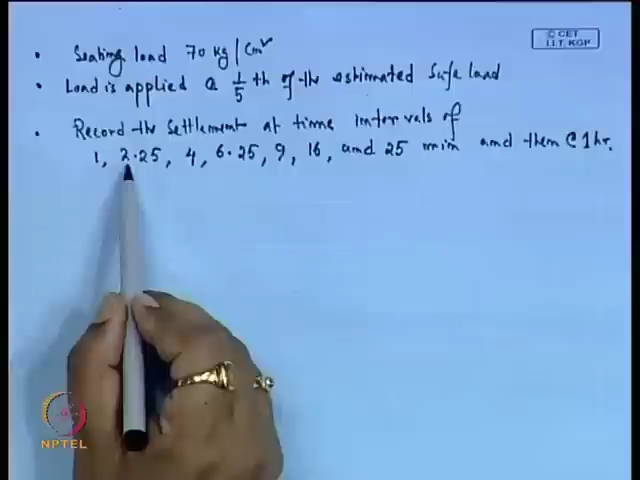 © CET
I.I.T. KGP
• Seating load 70 kg/cm²
• Load is applied @ 1/5 th of the estimated safe load
• Record the settlement at time intervals of
1, 2.25, 4, 6.25, 9, 16, and 25 min and then @ 1 hr.
NPTEL